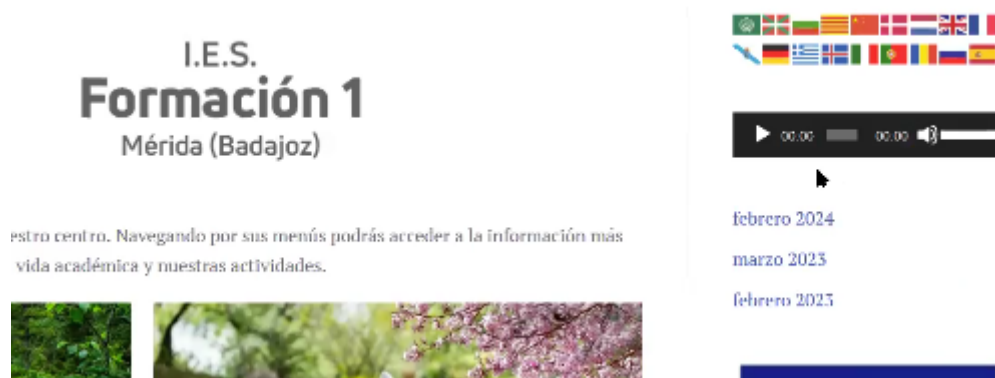 I.E.S.
Formación 1
Mérida (Badajoz)
estro centro. Navegando por sus menús podrás acceder a la información más
vida académica y nuestras actividades.
00:00 00:00
febrero 2024
marzo 2023
febrero 2023